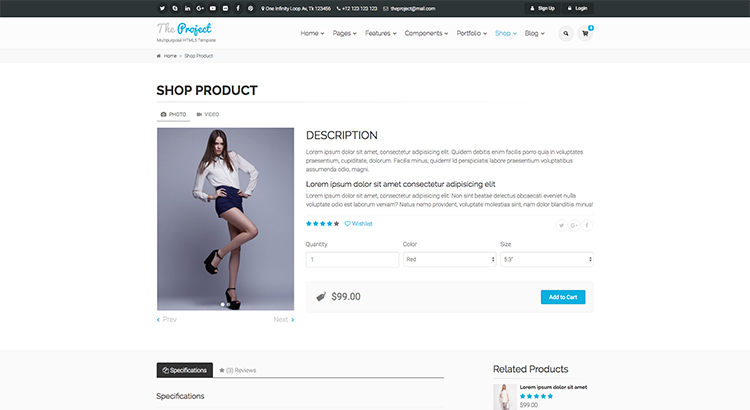 One Infinity Loop Av, Tk 123456 +12 123 123 123 theproject@mail.com Sign Up Login
The Project
Multipurpose HTML5 Template
Home Pages Features Components Portfolio Shop Blog
Home Shop Product
SHOP PRODUCT
PHOTO VIDEO
DESCRIPTION
Lorem ipsum dolor sit amet, consectetur adipisicing elit. Quidem debitis enim facilis porro quia in voluptates
praesentium, cupiditate, dolorum. Facilis minus, quidem! Id perspiciatis labore praesentium voluptatibus
assumenda odio, magni.
Lorem ipsum dolor sit amet consectetur adipisicing elit
Lorem ipsum dolor sit amet, consectetur adipisicing elit. Non sint beatae delectus obcaecati eveniet nulla
voluptate odio est laborum veniam? Natus nemo provident, voluptate molestias sint, nam dolor blanditiis minus!
Wishlist
Quantity Color Size
1 Red 5.3"
$99.00 Add to Cart
Prev Next
Specifications (3) Reviews
Specifications
Related Products
Lorem ipsum dolor sit amet
$99.00